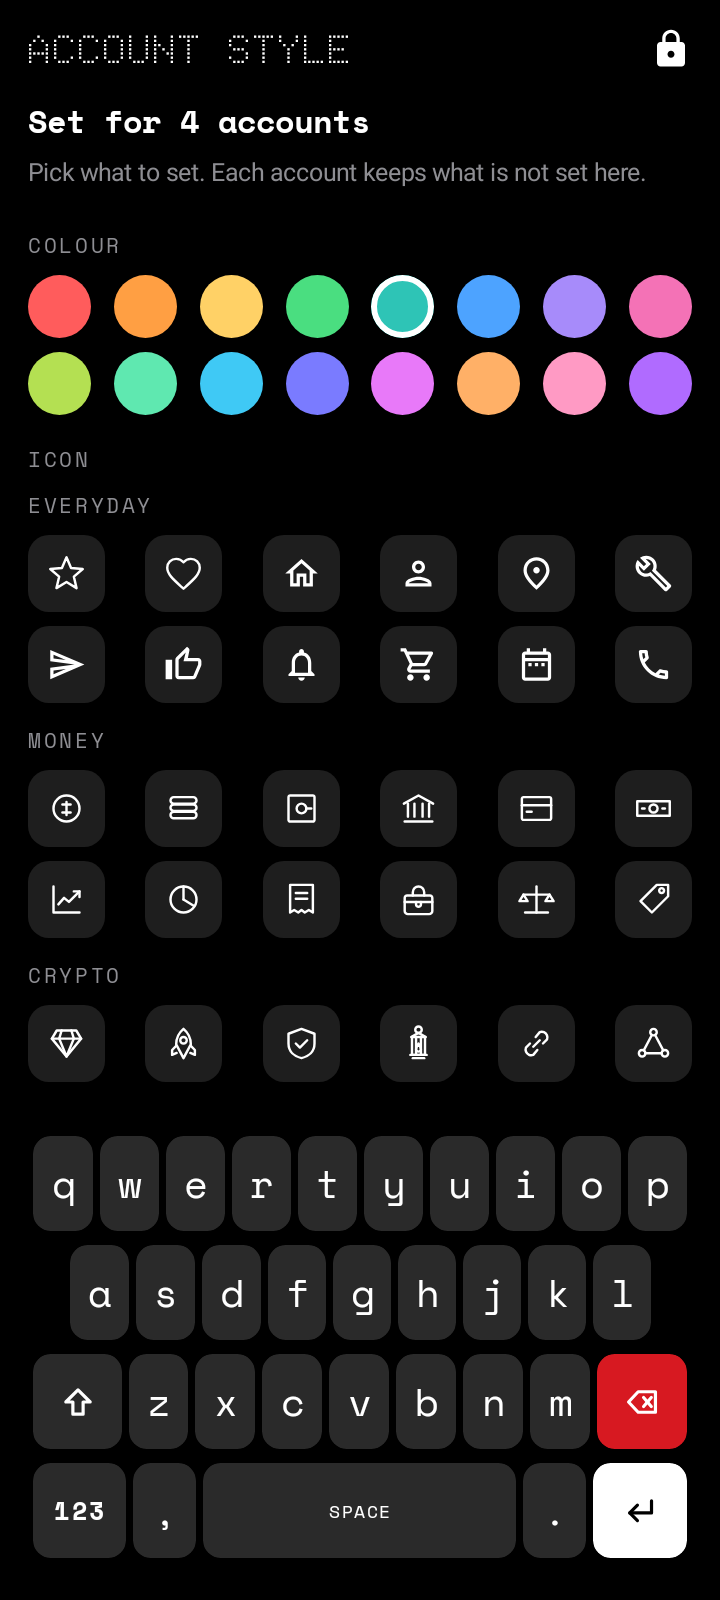 ACCOUNT STYLE
Set for 4 accounts
Pick what to set. Each account keeps what is not set here.
COLOUR
ICON
EVERYDAY
MONEY
CRYPTO
q w e r t y u i o p
a s d f g h j k l
z x c v b n m
123 , SPACE .